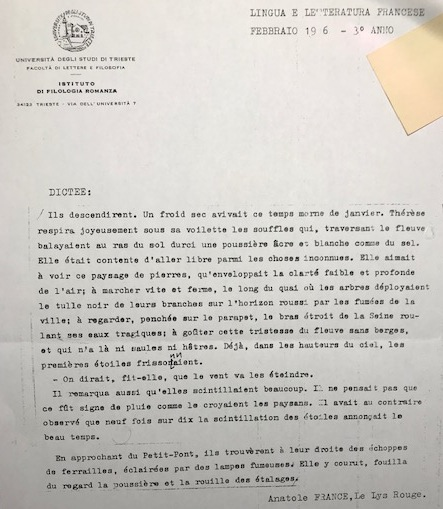 LINGUA E LETTERATURA FRANCESE
FEBBRAIO 19 6 - 3º ANNO
UNIVERSITÀ DEGLI STUDI DI TRIESTE
FACOLTÀ DI LETTERE E FILOSOFIA
ISTITUTO
DI FILOLOGIA ROMANZA
34122 TRIESTE - VIA DELL'UNIVERSITÀ 7
DICTEE:
Ils descendirent. Un froid sec avivait ce temps morne de janvier. Thérèse
respira joyeusement sous sa voilette les souffles qui, traversant le fleuve
balayaient au ras du sol durci une poussière âcre et blanche comme du sel.
Elle était contente d'aller libre parmi les choses inconnues. Elle aimait
à voir ce paysage de pierres, qu'enveloppait la clarté faible et profonde
de l'air; à marcher vite et ferme, le long du quai où les arbres déployaient
le tulle noir de leurs branches sur l'horizon roussi par les fumées de la
ville; à regarder, penchée sur le parapet, le bras étroit de la Seine rou-
lant ses eaux tragiques; à goûter cette tristesse du fleuve sans berges,
et qui n'a là ni saules ni hêtres. Déjà, dans les hauteurs du ciel, les
premières étoiles frissonnaient.
- On dirait, fit-elle, que le vent va les éteindre.
Il remarqua aussi qu'elles scintillaient beaucoup. Il ne pensait pas que
ce fût signe de pluie comme le croyaient les paysans. Il avait au contraire
observé que neuf fois sur dix la scintillation des étoiles annonçait le
beau temps.
En approchant du Petit-Pont, ils trouvèrent à leur droite des échoppes
de ferrailles, éclairées par des lampes fumeuses. Elle y courut, fouilla
du regard la poussière et la rouille des étalages.
Anatole FRANCE, Le Lys Rouge.